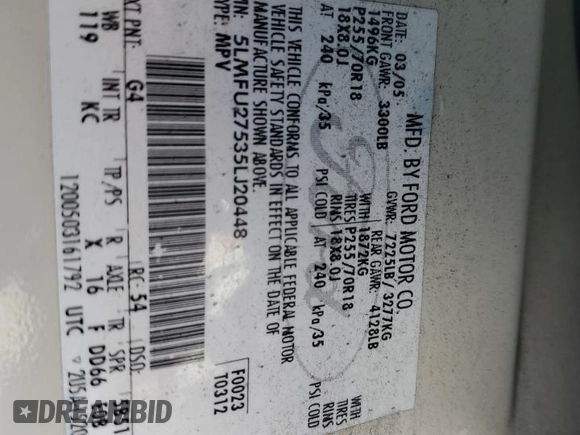 MFD. BY FORD MOTOR CO.
DATE: 03/05 GVWR: 7225LB/ 3277KG
FRONT GAWR: 3300LB REAR GAWR: 4128LB
1496KG WITH 1872KG WITH
P255/70R18 TIRES P255/70R18 TIRES
18X8.0J RIMS 18X8.0J RIMS
AT 240 kPa/35 PSI COLD AT 240 kPa/35 PSI COLD
THIS VEHICLE CONFORMS TO ALL APPLICABLE FEDERAL MOTOR
VEHICLE SAFETY STANDARDS IN EFFECT ON THE DATE OF
MANUFACTURE SHOWN ABOVE.
5LMFU27535LJ20448 F0023
MPV T0312
EXT PNT: G4 RC: 54 DSO:
WB INT TR TP/PS R AXLE TR SPR
119 KC X 16 F DD66
1200503161792 UTC
DREAMBID